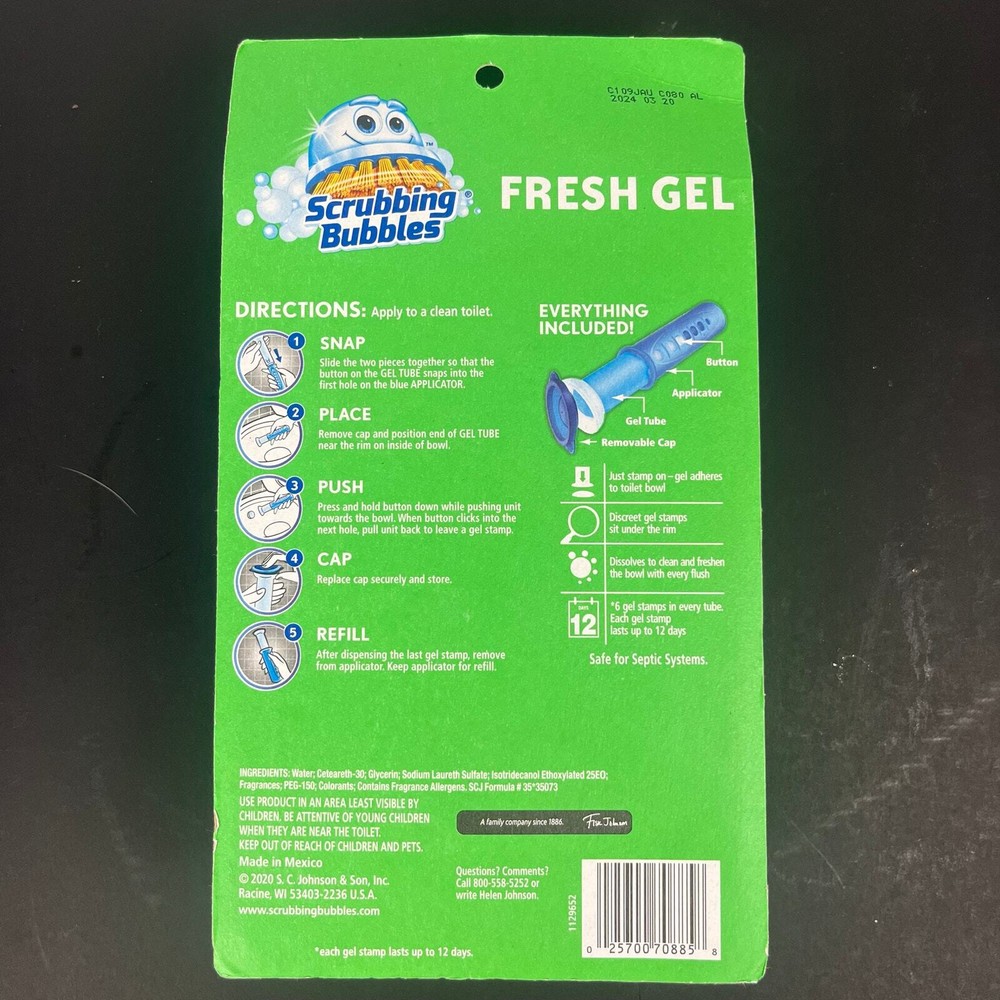 C109JAU C080 AL
2024 03 20
Scrubbing®
Bubbles
™
FRESH GEL
DIRECTIONS: Apply to a clean toilet.
1 SNAP
Slide the two pieces together so that the
button on the GEL TUBE snaps into the
first hole on the blue APPLICATOR.
2 PLACE
Remove cap and position end of GEL TUBE
near the rim on inside of bowl.
3 PUSH
Press and hold button down while pushing unit
towards the bowl. When button clicks into the
next hole, pull unit back to leave a gel stamp.
4 CAP
Replace cap securely and store.
5 REFILL
After dispensing the last gel stamp, remove
from applicator. Keep applicator for refill.
EVERYTHING
INCLUDED!
Button
Applicator
Gel Tube
Removable Cap
Just stamp on – gel adheres
to toilet bowl
Discreet gel stamps
sit under the rim
Dissolves to clean and freshen
the bowl with every flush
DAYS
12
*6 gel stamps in every tube.
Each gel stamp
lasts up to 12 days
Safe for Septic Systems.
INGREDIENTS: Water; Ceteareth-30; Glycerin; Sodium Laureth Sulfate; Isotridecanol Ethoxylated 25EO;
Fragrances; PEG-150; Colorants; Contains Fragrance Allergens. SCJ Formula # 35*35073
USE PRODUCT IN AN AREA LEAST VISIBLE BY
CHILDREN. BE ATTENTIVE OF YOUNG CHILDREN
WHEN THEY ARE NEAR THE TOILET.
KEEP OUT OF REACH OF CHILDREN AND PETS.
Made in Mexico
© 2020 S. C. Johnson & Son, Inc.
Racine, WI 53403-2236 U.S.A.
www.scrubbingbubbles.com
A family company since 1886. Fisk Johnson
Questions? Comments?
Call 800-558-5252 or
write Helen Johnson.
1129652
0 25700 70885 8
*each gel stamp lasts up to 12 days.